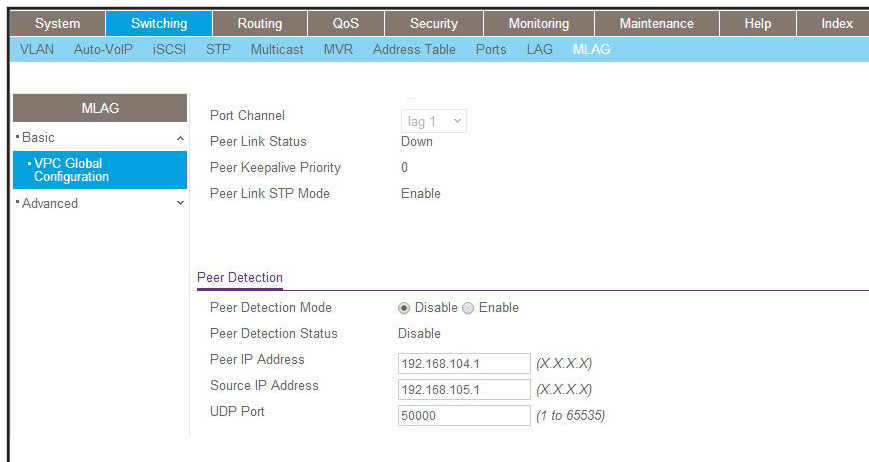 System Switching Routing QoS Security Monitoring Maintenance Help Index
VLAN Auto-VoIP iSCSI STP Multicast MVR Address Table Ports LAG MLAG
MLAG
Basic
VPC Global
Configuration
Advanced
Port Channel lag 1
Peer Link Status Down
Peer Keepalive Priority 0
Peer Link STP Mode Enable
Peer Detection
Peer Detection Mode Disable Enable
Peer Detection Status Disable
Peer IP Address 192.168.104.1 (X.X.X.X)
Source IP Address 192.168.105.1 (X.X.X.X)
UDP Port 50000 (1 to 65535)